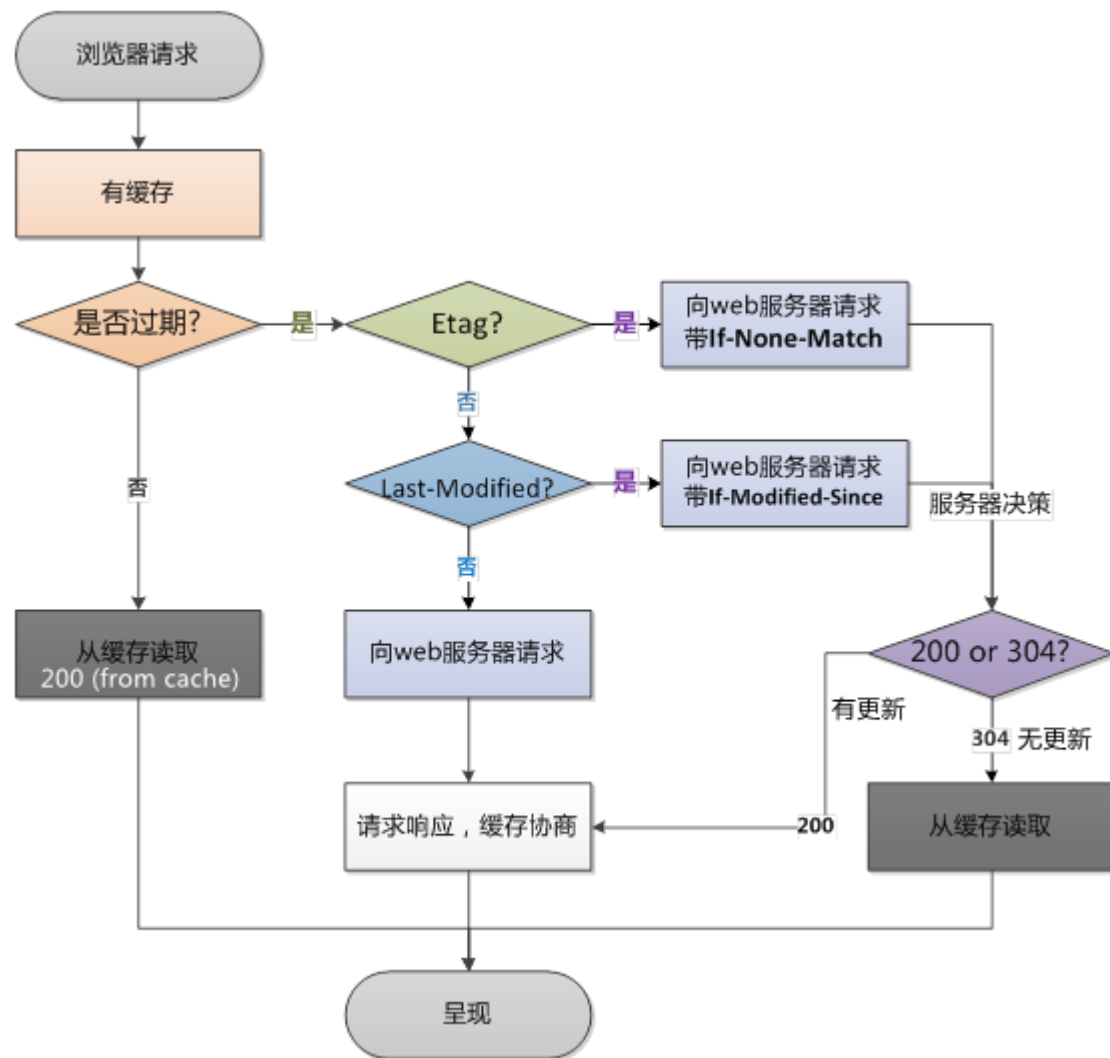 浏览器请求
有缓存
是否过期?
是
Etag?
是
向web服务器请求
带If-None-Match
否
否
Last-Modified?
是
向web服务器请求
带If-Modified-Since
服务器决策
否
从缓存读取
200 (from cache)
向web服务器请求
200 or 304?
有更新
304 无更新
请求响应，缓存协商
200
从缓存读取
呈现